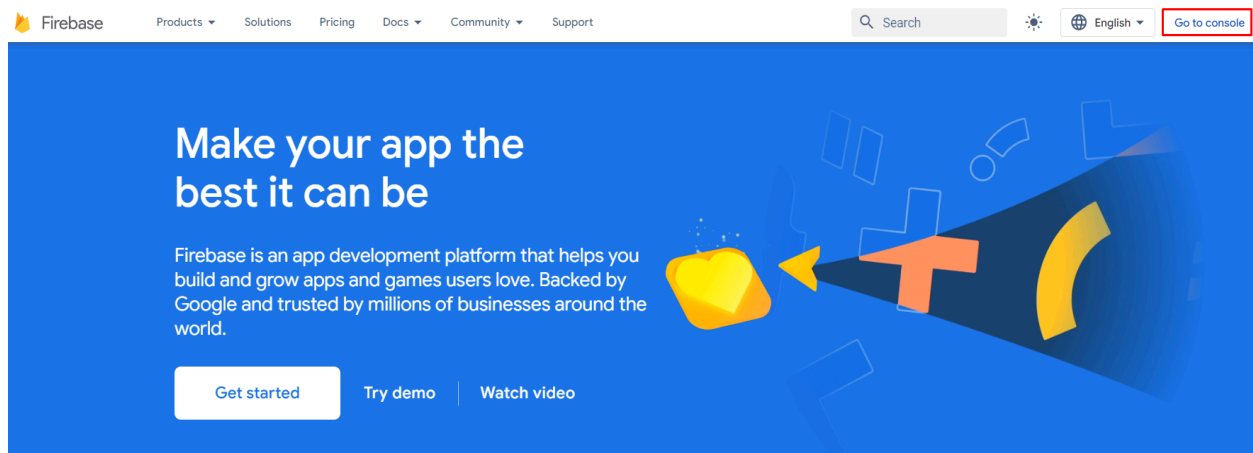 Firebase Products Solutions Pricing Docs Community Support Search English Go to console
Make your app the
best it can be
Firebase is an app development platform that helps you
build and grow apps and games users love. Backed by
Google and trusted by millions of businesses around the
world.
Get started Try demo Watch video